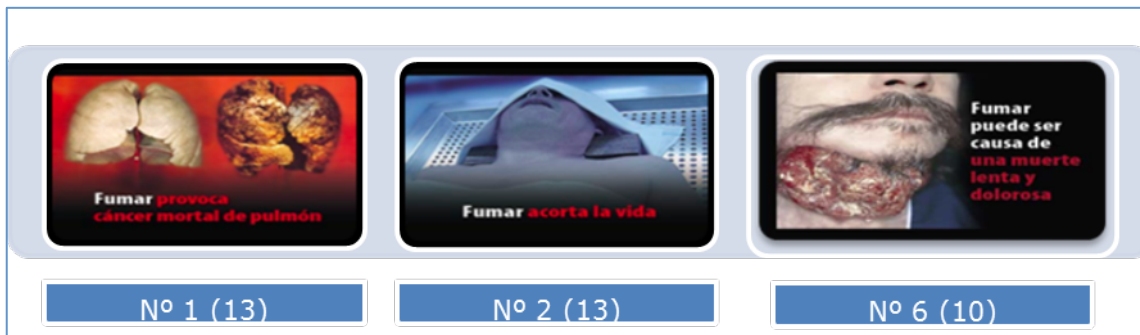 Fumar provoca
cáncer mortal de pulmón
Fumar acorta la vida
Fumar
puede ser
causa de
una muerte
lenta y
dolorosa
Nº 1 (13)
Nº 2 (13)
Nº 6 (10)